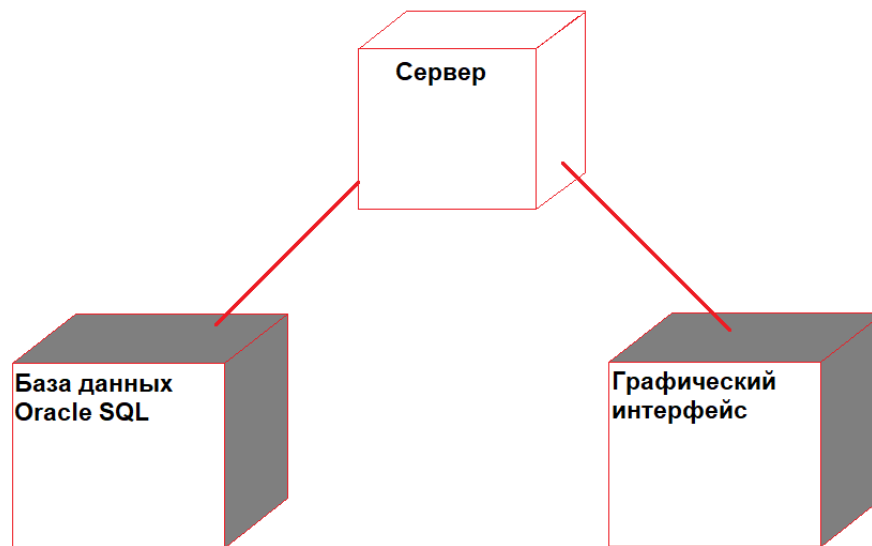 Сервер
База данных
Oracle SQL
Графический
интерфейс